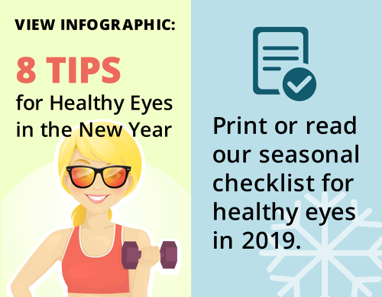 VIEW INFOGRAPHIC:
8 TIPS
for Healthy Eyes
in the New Year
Print or read
our seasonal
checklist for
healthy eyes
in 2019.